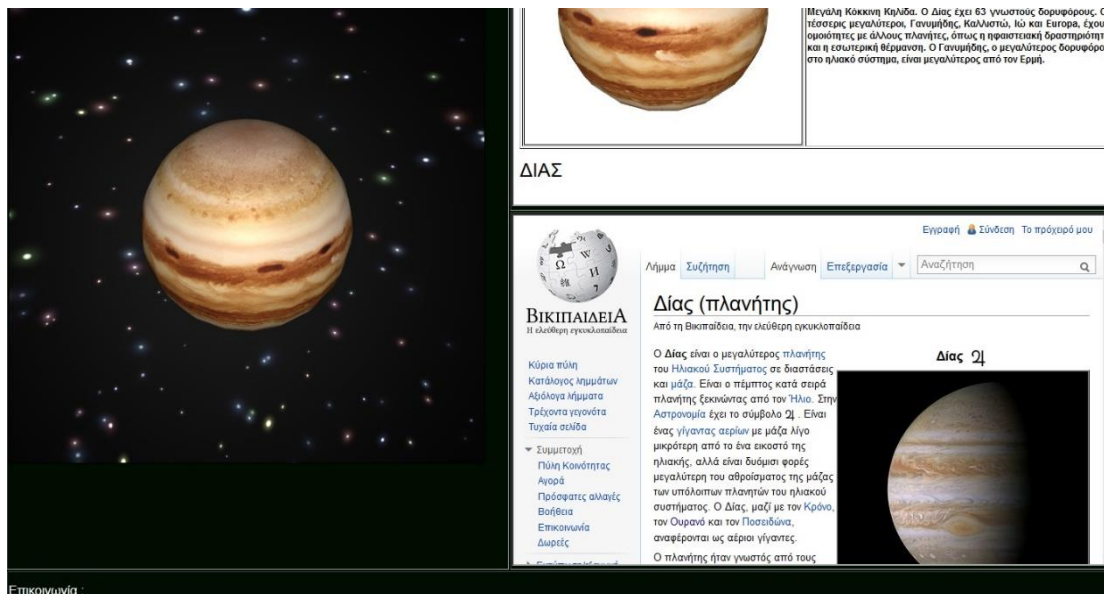 Μεγάλη Κόκκινη Κηλίδα. Ο Δίας έχει 63 γνωστούς δορυφόρους.
τέσσερις μεγαλύτεροι, Γανυμήδης, Καλλιστώ, Ιώ και Europa, έχου
ομοιότητες με άλλους πλανήτες, όπως η ηφαιστειακή δραστηριότητ
και η εσωτερική θέρμανση. Ο Γανυμήδης, ο μεγαλύτερος δορυφόρο
στο ηλιακό σύστημα, είναι μεγαλύτερος από τον Ερμή.
ΔΙΑΣ
Εγγραφή Σύνδεση Το πρόχειρό μου
Λήμμα Συζήτηση Ανάγνωση Επεξεργασία Αναζήτηση
Ω W И
ΒΙΚΙΠΑΙΔΕΙΑ
Η ελεύθερη εγκυκλοπαίδεια
Κύρια πύλη
Κατάλογος λημμάτων
Αξιόλογα λήμματα
Τρέχοντα γεγονότα
Τυχαία σελίδα
Συμμετοχή
Πύλη Κοινότητας
Αγορά
Πρόσφατες αλλαγές
Βοήθεια
Επικοινωνία
Δωρεές
Δίας (πλανήτης)
Από τη Βικιπαίδεια, την ελεύθερη εγκυκλοπαίδεια
Ο Δίας είναι ο μεγαλύτερος πλανήτης
του Ηλιακού Συστήματος σε διαστάσεις
και μάζα. Είναι ο πέμπτος κατά σειρά
πλανήτης ξεκινώντας από τον Ήλιο. Στην
Αστρονομία έχει το σύμβολο ♃ . Είναι
ένας γίγαντας αερίων με μάζα λίγο
μικρότερη από το ένα εικοστό της
ηλιακής, αλλά είναι δυόμισι φορές
μεγαλύτερη του αθροίσματος της μάζας
των υπόλοιπων πλανητών του ηλιακού
συστήματος. Ο Δίας, μαζί με τον Κρόνο,
τον Ουρανό και τον Ποσειδώνα,
αναφέρονται ως αέριοι γίγαντες.
Ο πλανήτης ήταν γνωστός από τους
Δίας ♃
Επικοινωνία :